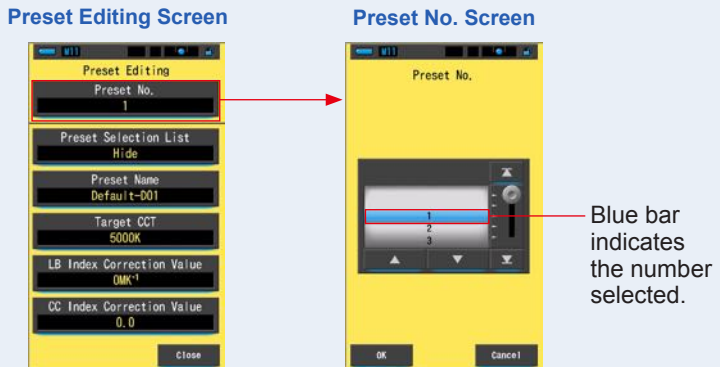 Preset Editing Screen
M11
Preset Editing
Preset No.
1
Preset Selection List
Hide
Preset Name
Default-D01
Target CCT
5000K
LB Index Correction Value
0MK⁻¹
CC Index Correction Value
0.0
Close
Preset No. Screen
M11
Preset No.
1
2
3
OK
Cancel
Blue bar
indicates
the number
selected.